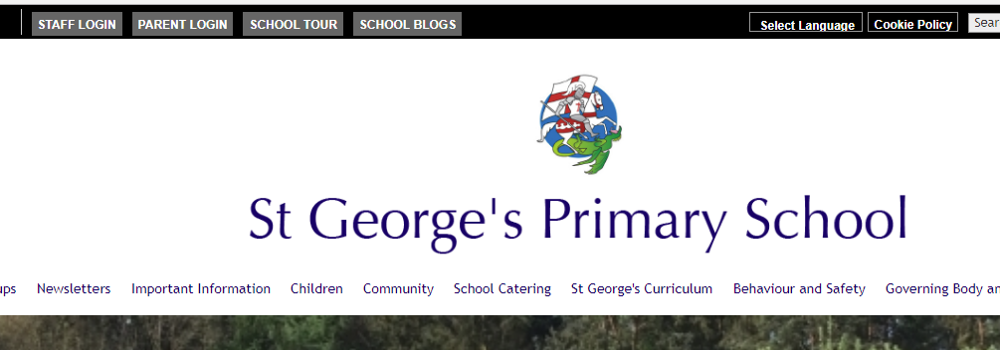 STAFF LOGIN PARENT LOGIN SCHOOL TOUR SCHOOL BLOGS Select Language Cookie Policy Sear
St George's Primary School
ups Newsletters Important Information Children Community School Catering St George's Curriculum Behaviour and Safety Governing Body an